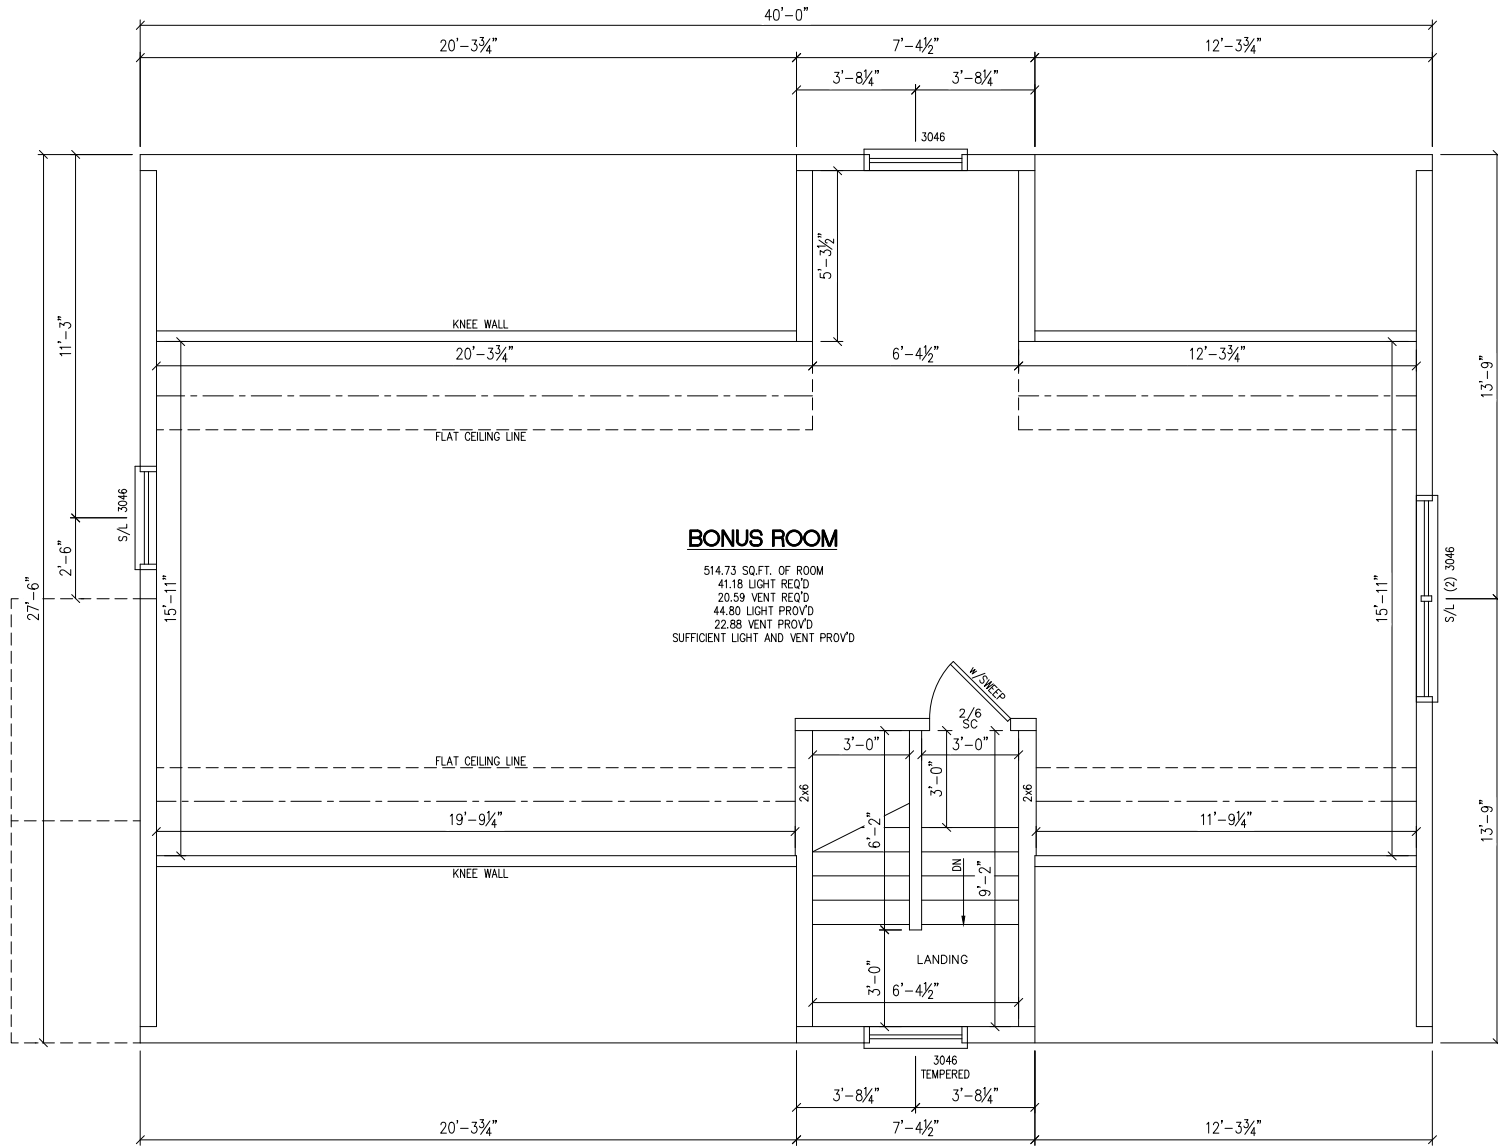 40'-0"
20'-3¾"
7'-4½"
12'-3¾"
3'-8¼"
3'-8¼"
3046
5'-3½"
11'-3"
KNEE WALL
20'-3¾"
6'-4½"
12'-3¾"
13'-9"
FLAT CEILING LINE
S/L 3046
2'-6"
27'-6"
15'-11"
BONUS ROOM
514.73 SQ.FT. OF ROOM
41.18 LIGHT REQ'D
20.59 VENT REQ'D
44.80 LIGHT PROV'D
22.88 VENT PROV'D
SUFFICIENT LIGHT AND VENT PROV'D
15'-11"
S/L (2) 3046
w/SWEEP
2/6
SC
3'-0"
3'-0"
3'-0"
FLAT CEILING LINE
2x6
2x6
19'-9¼"
6'-2"
11'-9¼"
13'-9"
KNEE WALL
DN
9'-2"
LANDING
3'-0"
6'-4½"
3046
TEMPERED
3'-8¼"
3'-8¼"
20'-3¾"
7'-4½"
12'-3¾"